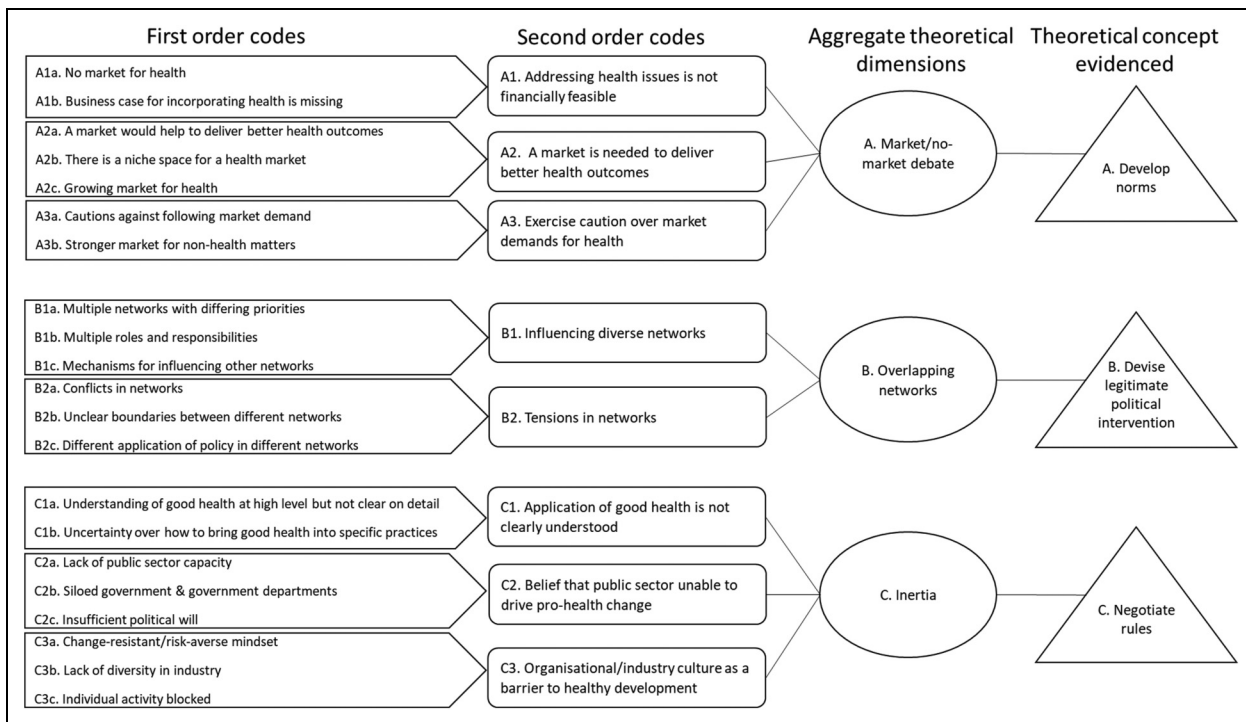 First order codes
Second order codes
Aggregate theoretical
dimensions
Theoretical concept
evidenced
A1a. No market for health
A1b. Business case for incorporating health is missing
A1. Addressing health issues is not
financially feasible
A2a. A market would help to deliver better health outcomes
A2b. There is a niche space for a health market
A2c. Growing market for health
A2. A market is needed to deliver
better health outcomes
A3a. Cautions against following market demand
A3b. Stronger market for non-health matters
A3. Exercise caution over market
demands for health
A. Market/no-
market debate
A. Develop
norms
B1a. Multiple networks with differing priorities
B1b. Multiple roles and responsibilities
B1c. Mechanisms for influencing other networks
B1. Influencing diverse networks
B2a. Conflicts in networks
B2b. Unclear boundaries between different networks
B2c. Different application of policy in different networks
B2. Tensions in networks
B. Overlapping
networks
B. Devise
legitimate
political
intervention
C1a. Understanding of good health at high level but not clear on detail
C1b. Uncertainty over how to bring good health into specific practices
C1. Application of good health is not
clearly understood
C2a. Lack of public sector capacity
C2b. Siloed government & government departments
C2c. Insufficient political will
C2. Belief that public sector unable to
drive pro-health change
C3a. Change-resistant/risk-averse mindset
C3b. Lack of diversity in industry
C3c. Individual activity blocked
C3. Organisational/industry culture as a
barrier to healthy development
C. Inertia
C. Negotiate
rules